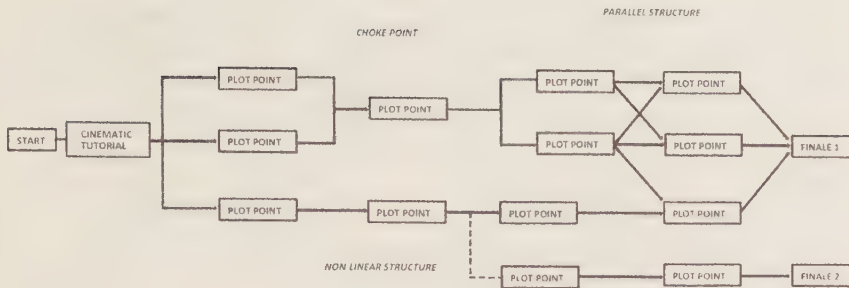 PARALLEL STRUCTURE
CHOKE POINT
PLOT POINT
PLOT POINT
PLOT POINT
PLOT POINT
START
CINEMATIC
TUTORIAL
PLOT POINT
PLOT POINT
PLOT POINT
FINALE 1
PLOT POINT
PLOT POINT
PLOT POINT
PLOT POINT
NON LINEAR STRUCTURE
PLOT POINT
PLOT POINT
FINALE 2